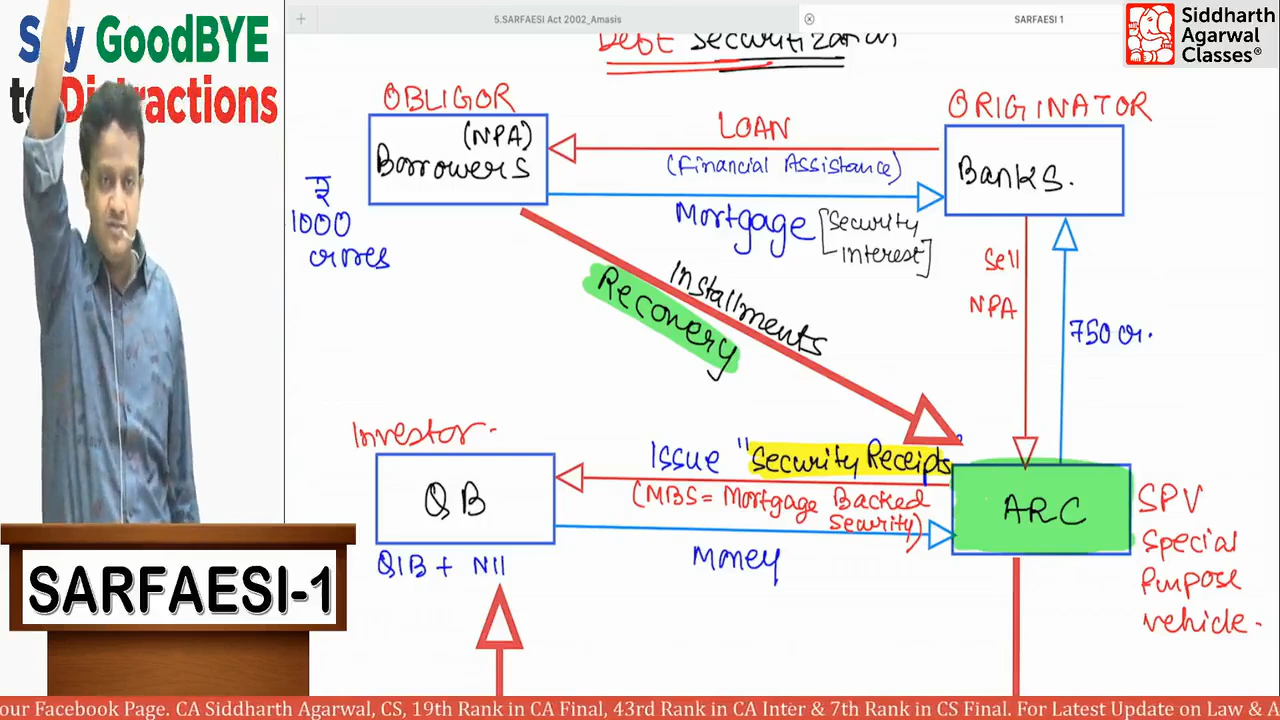 5.SARFAESI Act 2002_Amasis
SARFAESI 1
Siddharth
Agarwal
Classes®
Say GoodBYE
to Distractions
Debt Securitization
OBLIGOR
ORIGINATOR
(NPA)
Borrowers
LOAN
(Financial Assistance)
Banks.
₹
1000
crores
Mortgage [Security
Interest]
Sell
NPA
750 cr.
Installments
Recovery
Investor.
QB
Issue "Security Receipts"
(MBS = Mortgage Backed
Security)
ARC
SPV
Special
Purpose
vehicle.
QIB + NII
Money
SARFAESI-1
our Facebook Page. CA Siddharth Agarwal, CS, 19th Rank in CA Final, 43rd Rank in CA Inter & 7th Rank in CS Final. For Latest Update on Law & A